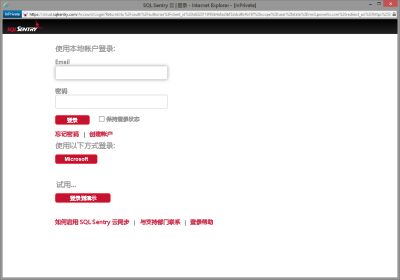 SQL Sentry 云 | 登录 - Internet Explorer - [InPrivate]
InPrivate
SQL SENTRY
使用本地账户登录:
Email
密码
登录 保持登录状态
忘记密码 | 创建帐户
使用以下方式登录:
Microsoft
试用...
登录到演示
如何启用 SQL Sentry 云同步 | 与支持部门联系 | 登录帮助